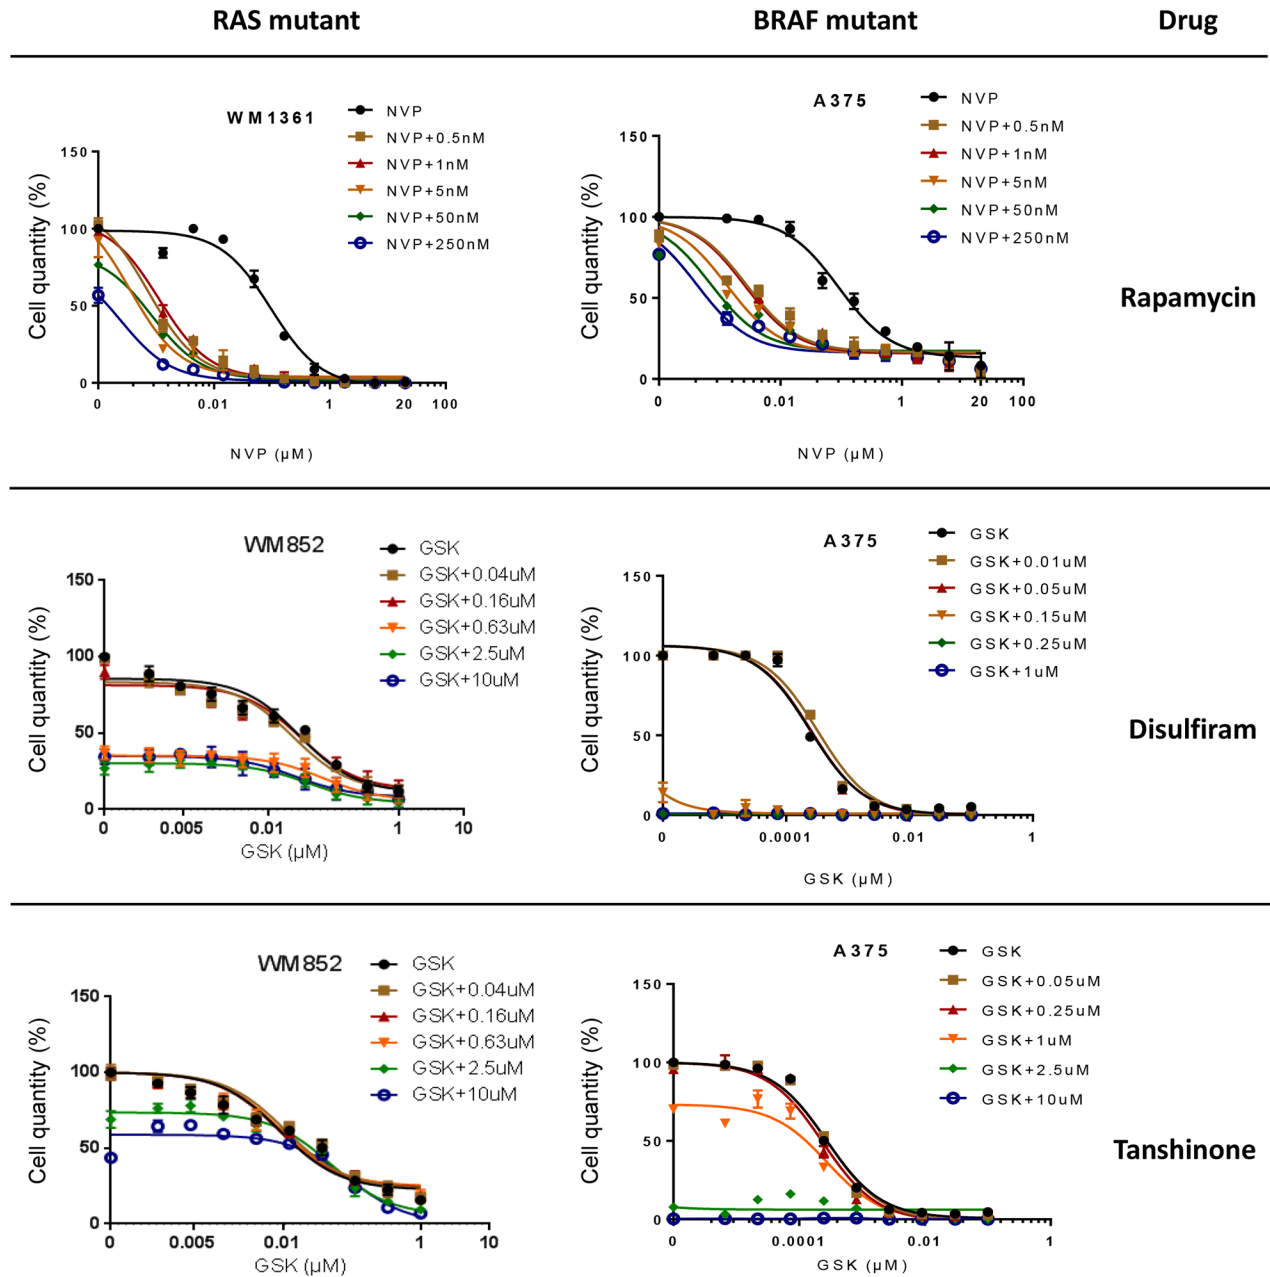 RAS mutant BRAF mutant Drug
WM1361
NVP
NVP+0.5nM
NVP+1nM
NVP+5nM
NVP+50nM
NVP+250nM
Cell quantity (%)
150
100
50
0
0 0.01 1 20 100
NVP (µM)
A375
NVP
NVP+0.5nM
NVP+1nM
NVP+5nM
NVP+50nM
NVP+250nM
Cell quantity (%)
150
100
50
0
0 0.01 1 20 100
NVP (µM)
Rapamycin
WM852
GSK
GSK+0.04uM
GSK+0.16uM
GSK+0.63uM
GSK+2.5uM
GSK+10uM
Cell quantity (%)
150
100
50
0
0 0.005 0.01 1 10
GSK (µM)
A375
GSK
GSK+0.01uM
GSK+0.05uM
GSK+0.15uM
GSK+0.25uM
GSK+1uM
Cell quantity (%)
150
100
50
0
0 0.0001 0.01 1
GSK (µM)
Disulfiram
WM852
GSK
GSK+0.04uM
GSK+0.16uM
GSK+0.63uM
GSK+2.5uM
GSK+10uM
Cell quantity (%)
150
100
50
0
0 0.005 0.01 1 10
GSK (µM)
A375
GSK
GSK+0.05uM
GSK+0.25uM
GSK+1uM
GSK+2.5uM
GSK+10uM
Cell quantity (%)
150
100
50
0
0 0.0001 0.01 1
GSK (µM)
Tanshinone